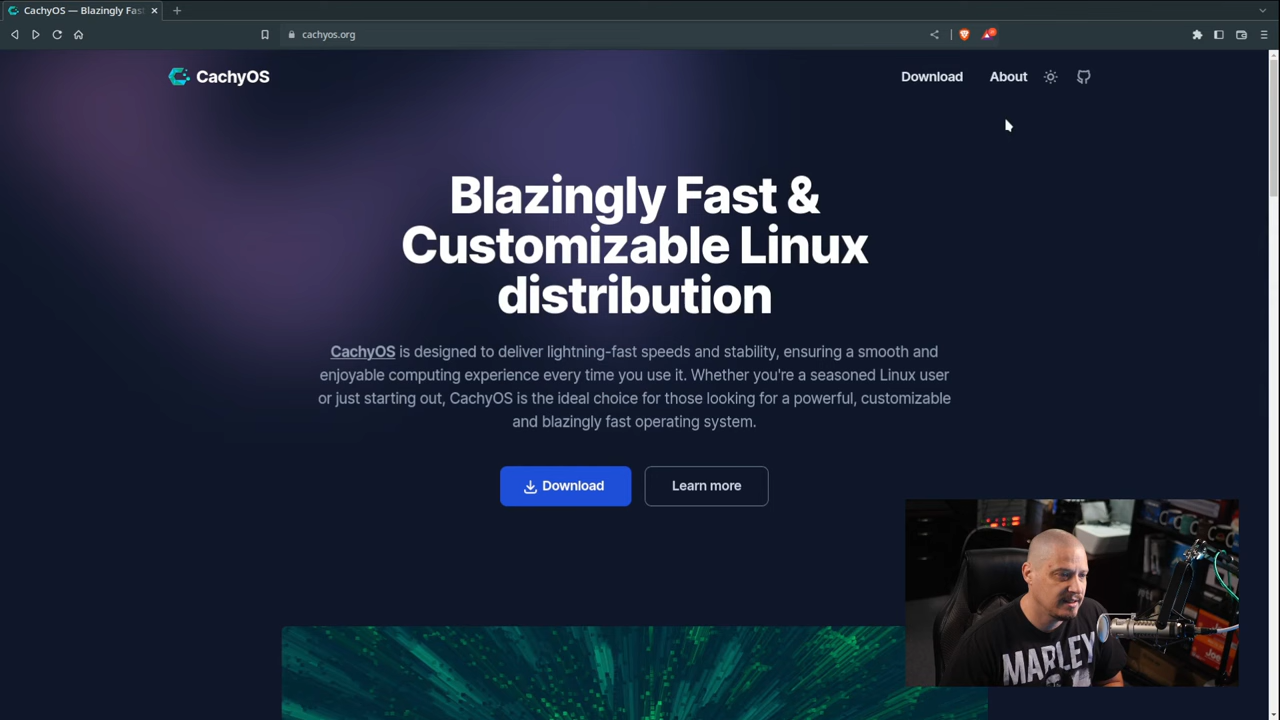 CachyOS — Blazingly Fas
cachyos.org
CachyOS
Download
About
Blazingly Fast &
Customizable Linux
distribution
CachyOS is designed to deliver lightning-fast speeds and stability, ensuring a smooth and
enjoyable computing experience every time you use it. Whether you're a seasoned Linux user
or just starting out, CachyOS is the ideal choice for those looking for a powerful, customizable
and blazingly fast operating system.
Download
Learn more
MARLEY